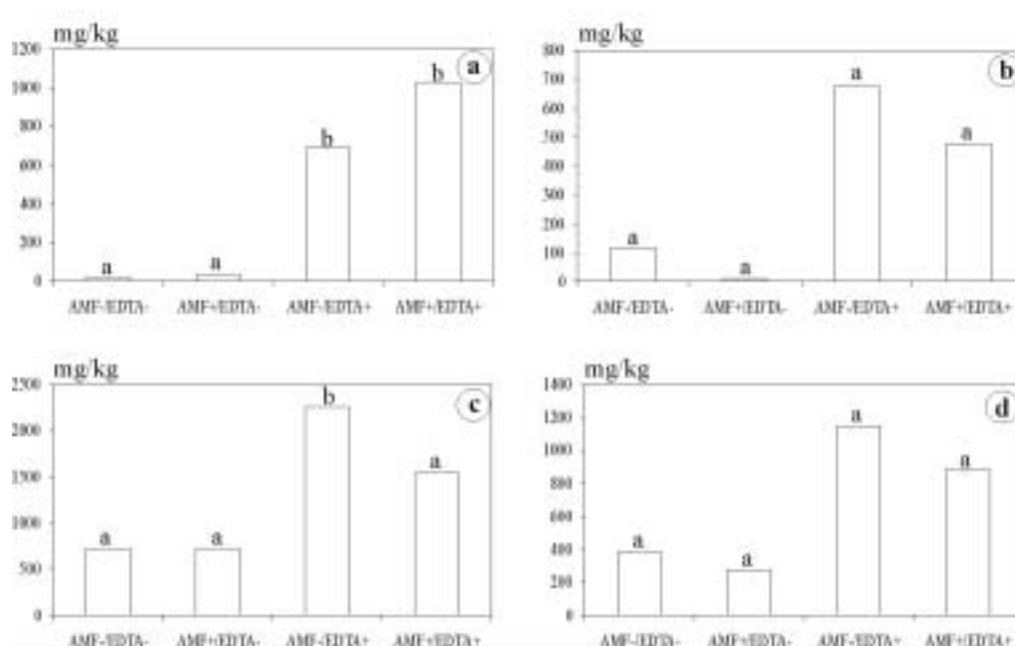 mg/kg
a
1200
1000
800
600
400
200
0
a a b b
AMF-/EDTA- AMF+/EDTA- AMF-/EDTA+ AMF+/EDTA+
mg/kg
b
800
700
600
500
400
300
200
100
0
a a a a
AMF-/EDTA- AMF+/EDTA- AMF-/EDTA+ AMF+/EDTA+
mg/kg
c
2500
2000
1500
1000
500
0
a a b a
AMF-/EDTA- AMF+/EDTA- AMF-/EDTA+ AMF+/EDTA+
mg/kg
d
1400
1200
1000
800
600
400
200
0
a a a a
AMF-/EDTA- AMF+/EDTA- AMF-/EDTA+ AMF+/EDTA+